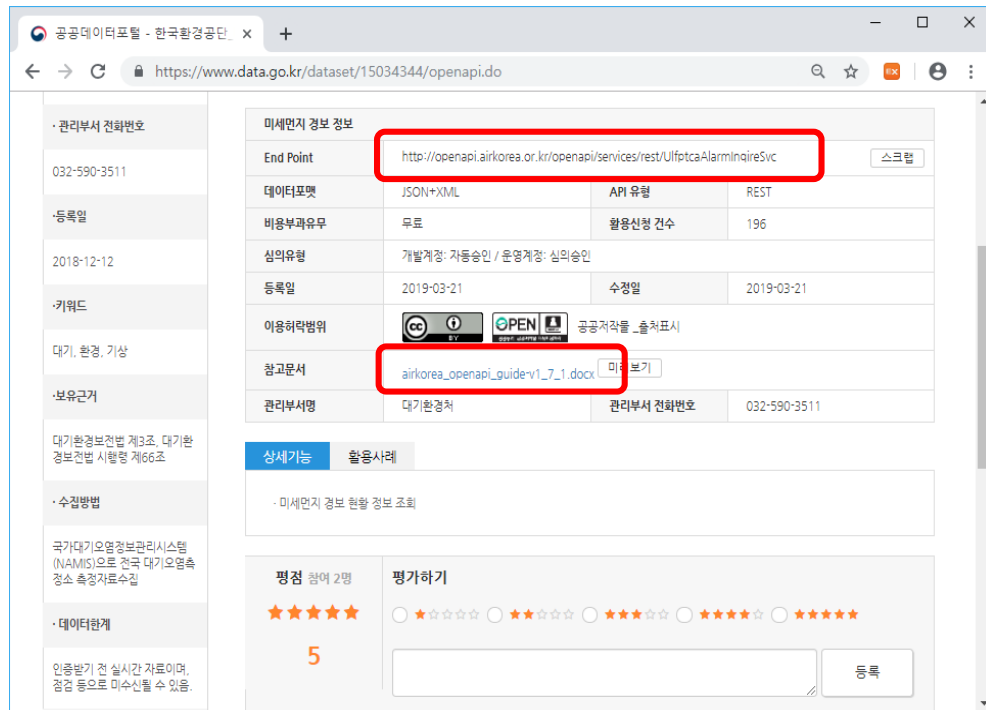 공공데이터포털 - 한국환경공단_
https://www.data.go.kr/dataset/15034344/openapi.do
· 관리부서 전화번호
032-590-3511
·등록일
2018-12-12
·키워드
대기, 환경, 기상
·보유근거
대기환경보전법 제3조, 대기환
경보전법 시행령 제66조
· 수집방법
국가대기오염정보관리시스템
(NAMIS)으로 전국 대기오염측
정소 측정자료수집
· 데이터한계
인증받기 전 실시간 자료이며,
점검 등으로 미수신될 수 있음.
미세먼지 경보 정보
End Point http://openapi.airkorea.or.kr/openapi/services/rest/UlfptcaAlarmInqireSvc 스크랩
데이터포맷 JSON+XML API 유형 REST
비용부과유무 무료 활용신청 건수 196
심의유형 개발계정: 자동승인 / 운영계정: 심의승인
등록일 2019-03-21 수정일 2019-03-21
이용허락범위 cc BY OPEN 공공저작물 _출처표시
참고문서 airkorea_openapi_guide-v1_7_1.docx 미리보기
관리부서명 대기환경처 관리부서 전화번호 032-590-3511
상세기능 활용사례
- 미세먼지 경보 현황 정보 조회
평점 참여 2명 평가하기
5
등록